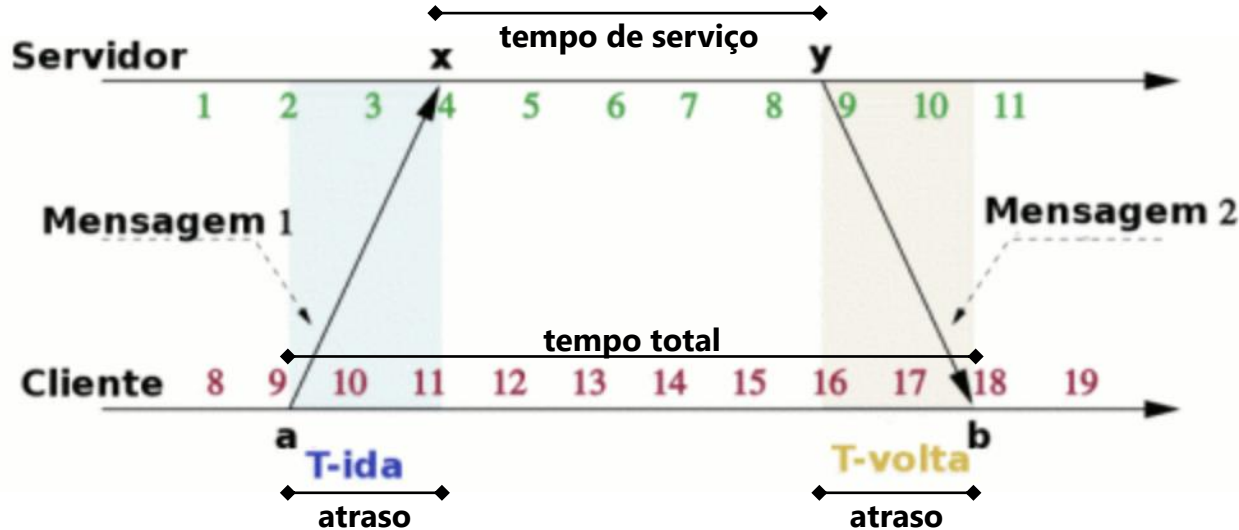 tempo de serviço
Servidor x y
1 2 3 4 5 6 7 8 9 10 11
Mensagem 1
Mensagem 2
tempo total
Cliente 8 9 10 11 12 13 14 15 16 17 18 19
a b
T-ida T-volta
atraso atraso